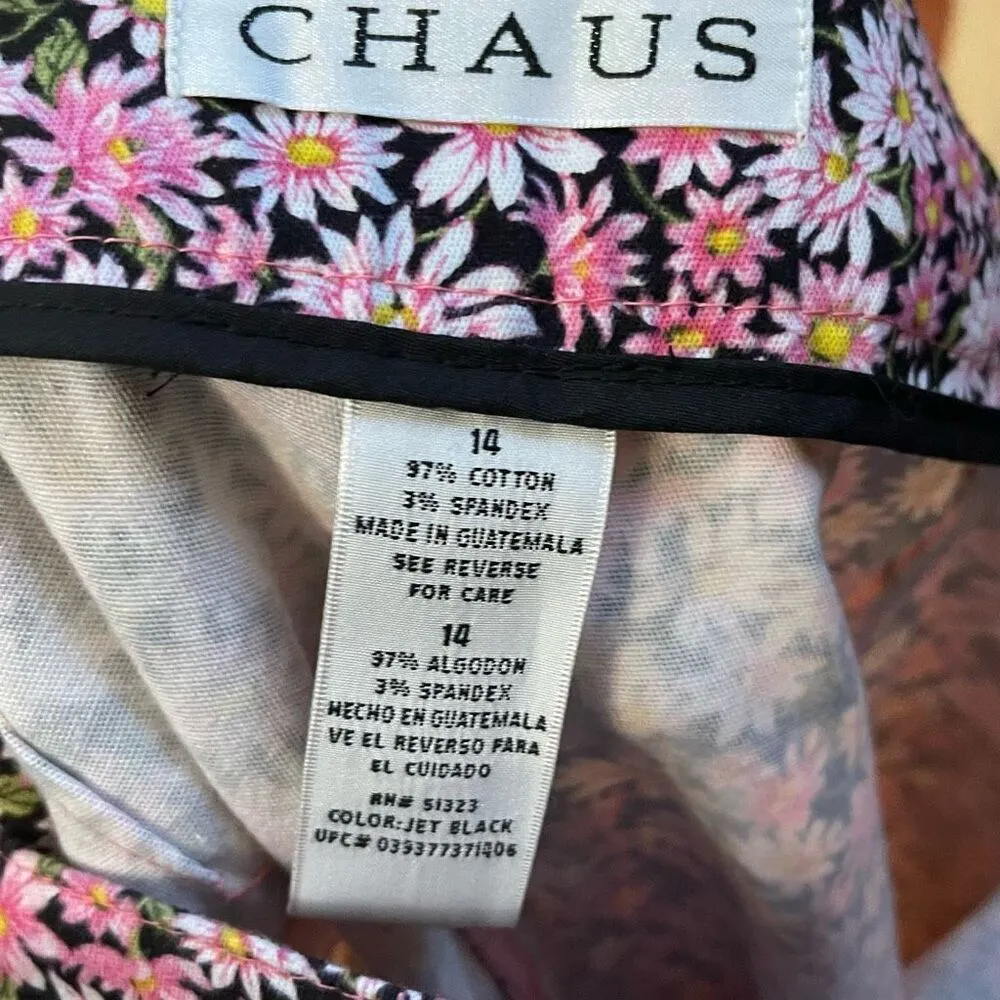 CHAUS
14
97% COTTON
3% SPANDEX
MADE IN GUATEMALA
SEE REVERSE
FOR CARE
14
97% ALGODON
3% SPANDEX
HECHO EN GUATEMALA
VE EL REVERSO PARA
EL CUIDADO
RN# 51323
COLOR:JET BLACK
UPC# 039377371406